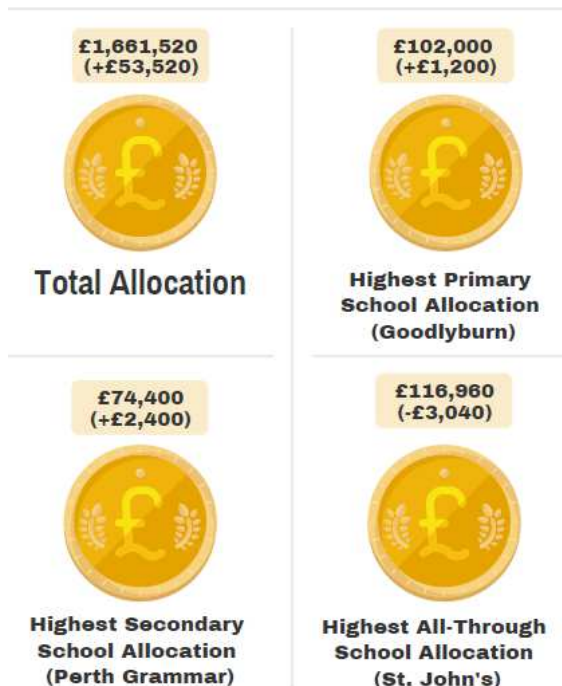 £1,661,520
(+£53,520)
Total Allocation
£102,000
(+£1,200)
Highest Primary
School Allocation
(Goodlyburn)
£74,400
(+£2,400)
Highest Secondary
School Allocation
(Perth Grammar)
£116,960
(-£3,040)
Highest All-Through
School Allocation
(St. John's)